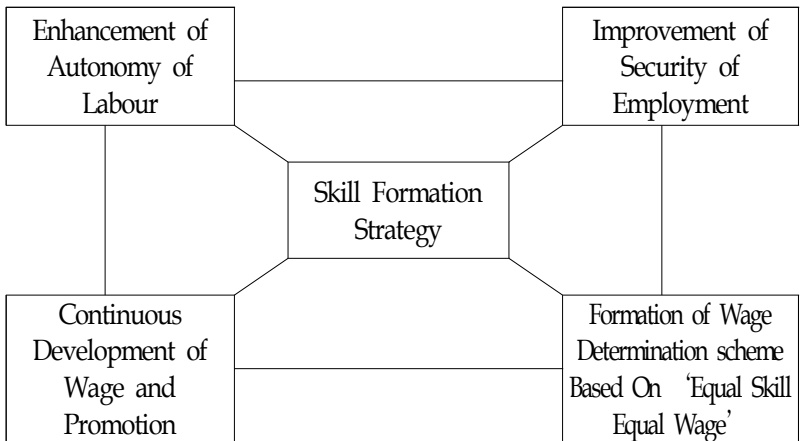 Enhancement of
Autonomy of
Labour
Improvement of
Security of
Employment
Skill Formation
Strategy
Continuous
Development of
Wage and
Promotion
Formation of Wage
Determination scheme
Based On ‘Equal Skill
Equal Wage’